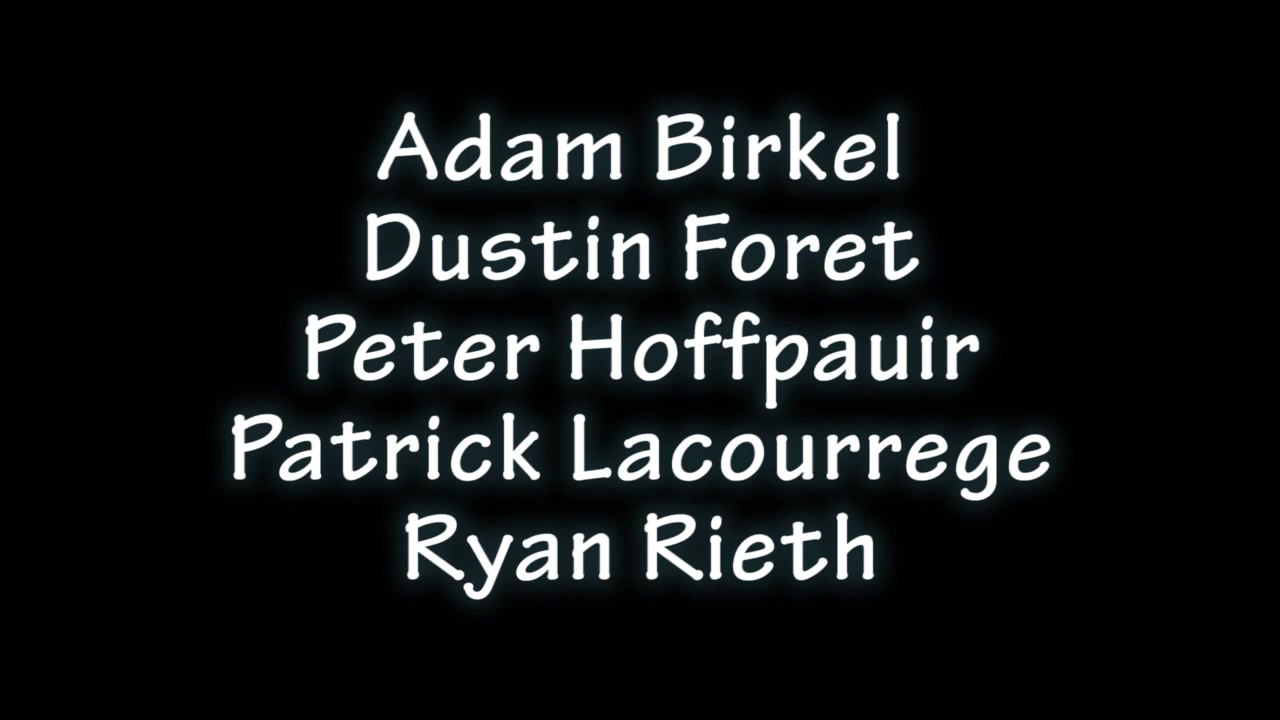 Adam Birkel
Dustin Foret
Peter Hoffpauir
Patrick Lacourrege
Ryan Rieth